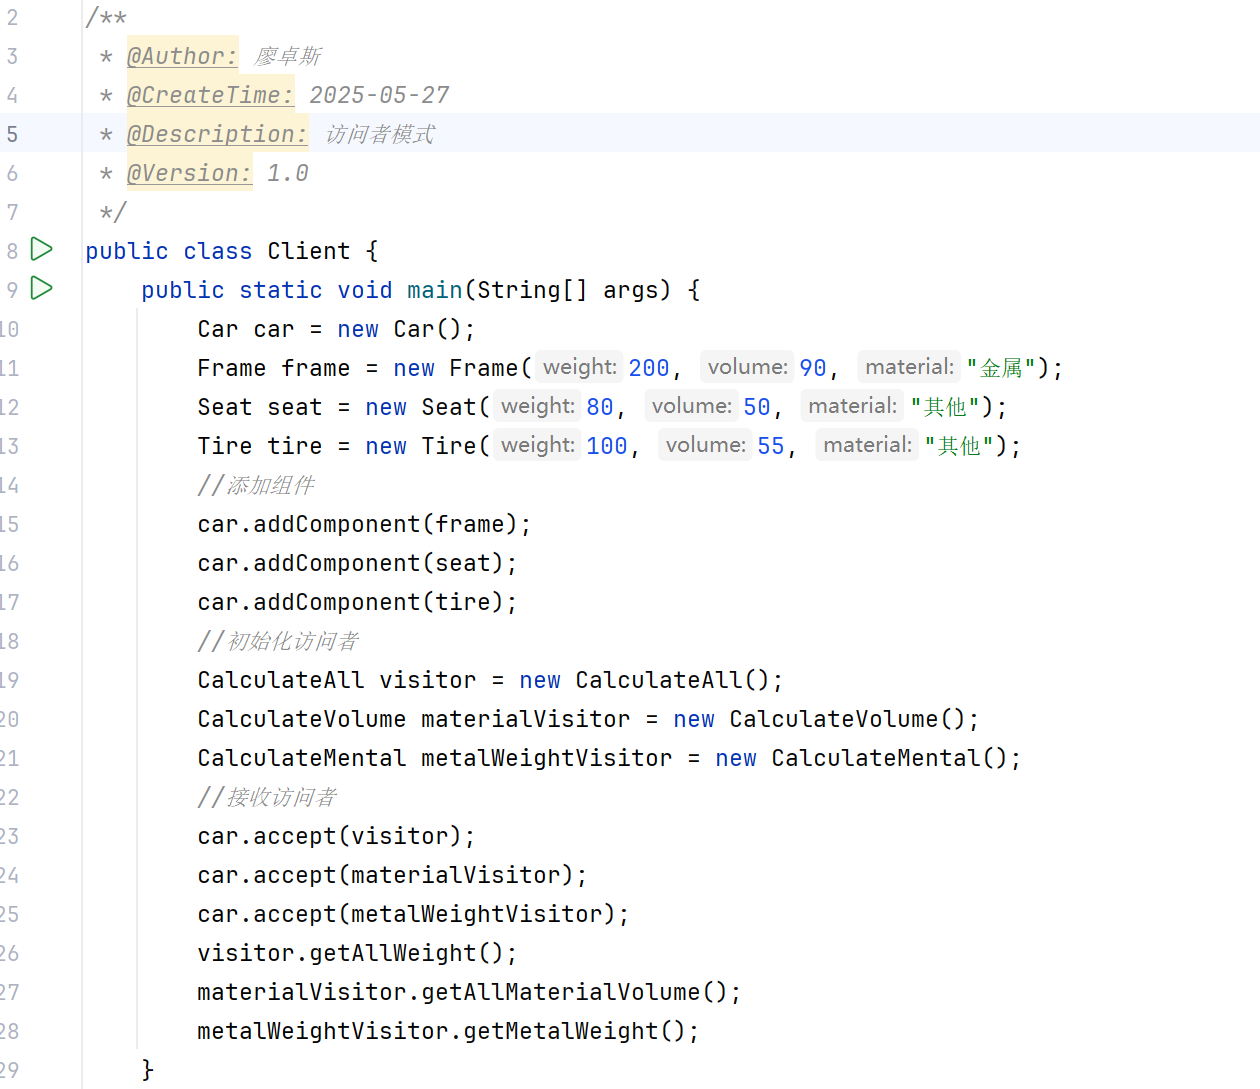 2 /**
3 * @Author: 廖卓斯
4 * @CreateTime: 2025-05-27
5 * @Description: 访问者模式
6 * @Version: 1.0
7 */
8 public class Client {
9 public static void main(String[] args) {
10 Car car = new Car();
11 Frame frame = new Frame( weight: 200, volume: 90, material: "金属");
12 Seat seat = new Seat( weight: 80, volume: 50, material: "其他");
13 Tire tire = new Tire( weight: 100, volume: 55, material: "其他");
14 //添加组件
15 car.addComponent(frame);
16 car.addComponent(seat);
17 car.addComponent(tire);
18 //初始化访问者
19 CalculateAll visitor = new CalculateAll();
20 CalculateVolume materialVisitor = new CalculateVolume();
21 CalculateMental metalWeightVisitor = new CalculateMental();
22 //接收访问者
23 car.accept(visitor);
24 car.accept(materialVisitor);
25 car.accept(metalWeightVisitor);
26 visitor.getAllWeight();
27 materialVisitor.getAllMaterialVolume();
28 metalWeightVisitor.getMetalWeight();
29 }